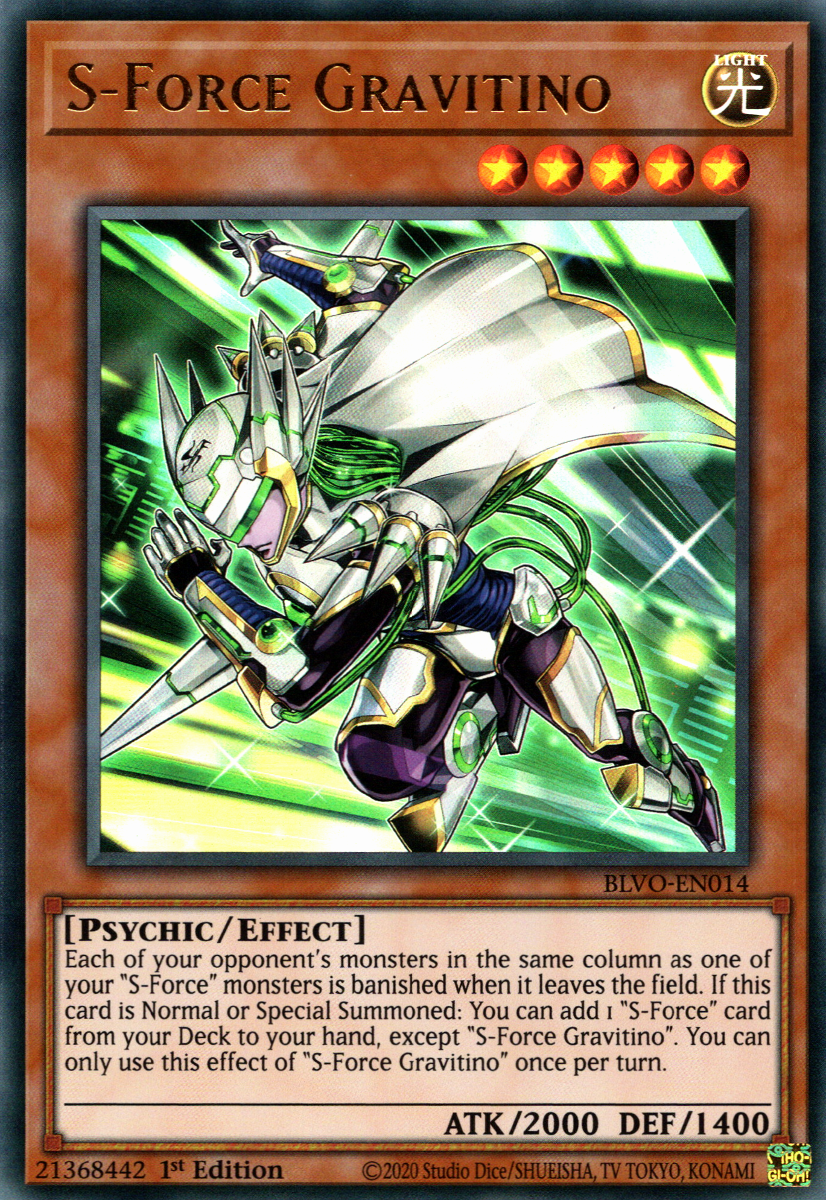 S-Force Gravitino
LIGHT
光
BLVO-EN014
[Psychic/Effect]
Each of your opponent's monsters in the same column as one of
your "S-Force" monsters is banished when it leaves the field. If this
card is Normal or Special Summoned: You can add 1 "S-Force" card
from your Deck to your hand, except "S-Force Gravitino". You can
only use this effect of "S-Force Gravitino" once per turn.
ATK/2000 DEF/1400
21368442 1st Edition
©2020 Studio Dice/SHUEISHA, TV TOKYO, KONAMI